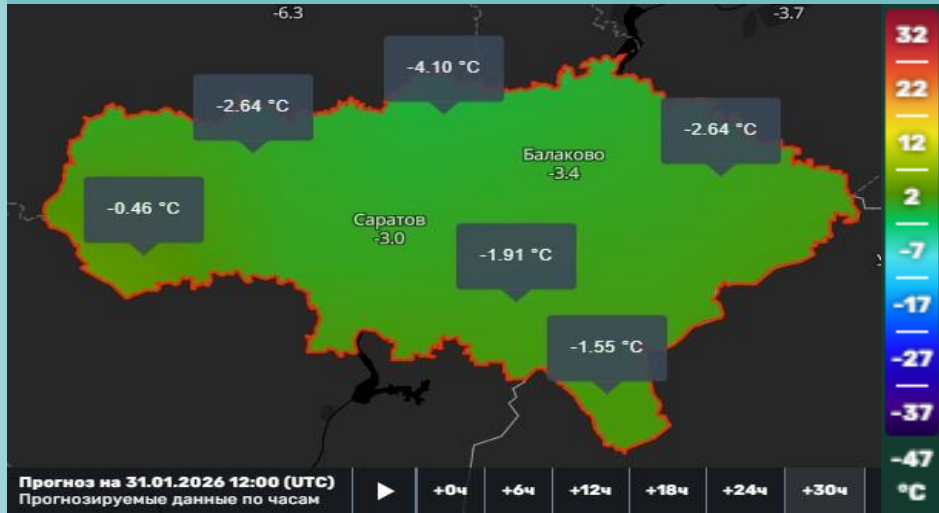 -6.3
-3.7
-4.10 °C
-2.64 °C
-2.64 °C
Балаково
-3.4
-0.46 °C
Саратов
-3.0
-1.91 °C
-1.55 °C
32
22
12
2
-7
-17
-27
-37
-47
°C
Прогноз на 31.01.2026 12:00 (UTC)
Прогнозируемые данные по часам
+0ч +6ч +12ч +18ч +24ч +30ч